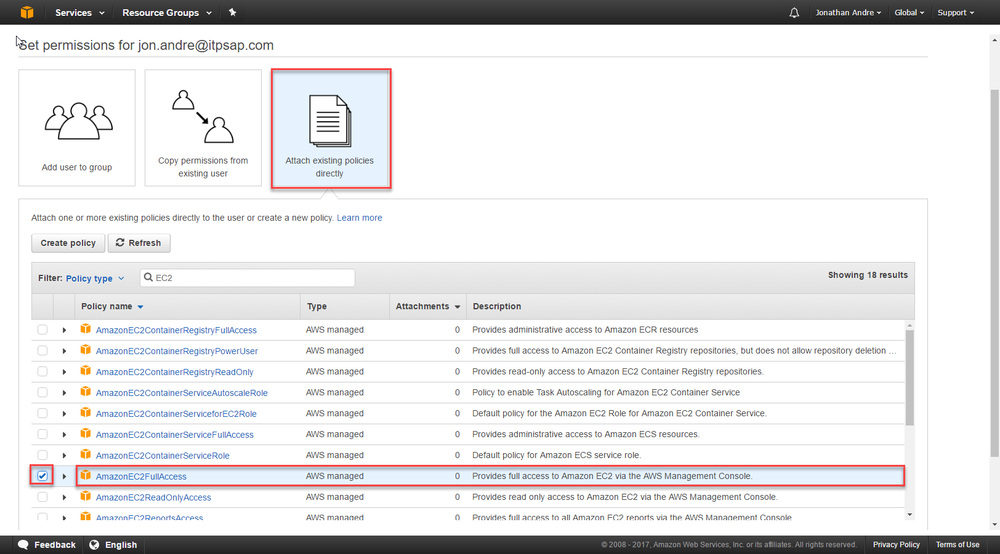 Services Resource Groups Jonathan Andre Global Support
Set permissions for jon.andre@itpsap.com
Add user to group
Copy permissions from
existing user
Attach existing policies
directly
Attach one or more existing policies directly to the user or create a new policy. Learn more
Create policy Refresh
Filter: Policy type EC2 Showing 18 results
Policy name Type Attachments Description
AmazonEC2ContainerRegistryFullAccess AWS managed 0 Provides administrative access to Amazon ECR resources
AmazonEC2ContainerRegistryPowerUser AWS managed 0 Provides full access to Amazon EC2 Container Registry repositories, but does not allow repository deletion ...
AmazonEC2ContainerRegistryReadOnly AWS managed 0 Provides read-only access to Amazon EC2 Container Registry repositories.
AmazonEC2ContainerServiceAutoscaleRole AWS managed 0 Policy to enable Task Autoscaling for Amazon EC2 Container Service
AmazonEC2ContainerServiceforEC2Role AWS managed 0 Default policy for the Amazon EC2 Role for Amazon EC2 Container Service.
AmazonEC2ContainerServiceFullAccess AWS managed 0 Provides administrative access to Amazon ECS resources.
AmazonEC2ContainerServiceRole AWS managed 0 Default policy for Amazon ECS service role.
AmazonEC2FullAccess AWS managed 0 Provides full access to Amazon EC2 via the AWS Management Console.
AmazonEC2ReadOnlyAccess AWS managed 0 Provides read only access to Amazon EC2 via the AWS Management Console.
AmazonEC2ReportsAccess AWS managed 0 Provides full access to all Amazon EC2 reports via the AWS Management Console
Feedback English © 2008 - 2017, Amazon Web Services, Inc. or its affiliates. All rights reserved. Privacy Policy Terms of Use